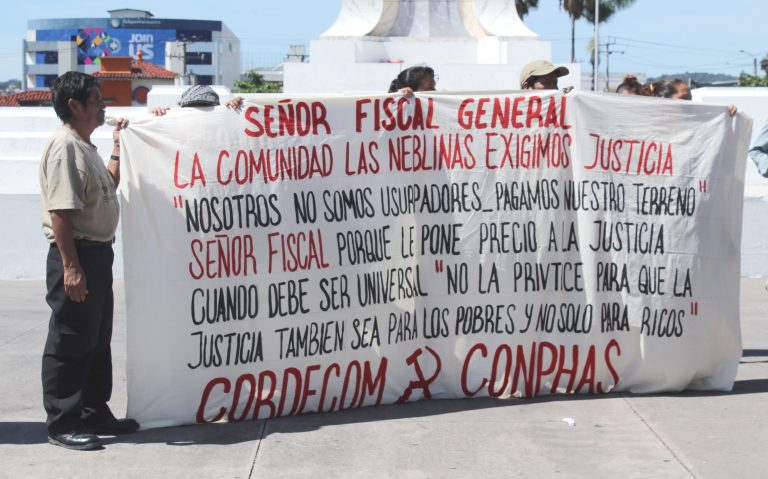 JOIN
US
SEÑOR FISCAL GENERAL
LA COMUNIDAD LAS NEBLINAS EXIGIMOS JUSTICIA
"NOSOTROS NO SOMOS USURPADORES_PAGAMOS NUESTRO TERRENO"
SEÑOR FISCAL PORQUE LE PONE PRECIO A LA JUSTICIA
CUANDO DEBE SER UNIVERSAL "NO LA PRIVTICE PARA QUE LA
JUSTICIA TAMBIEN SEA PARA LOS POBRES Y NO SOLO PARA RICOS"
CORDECOM ☭ CONPHAS